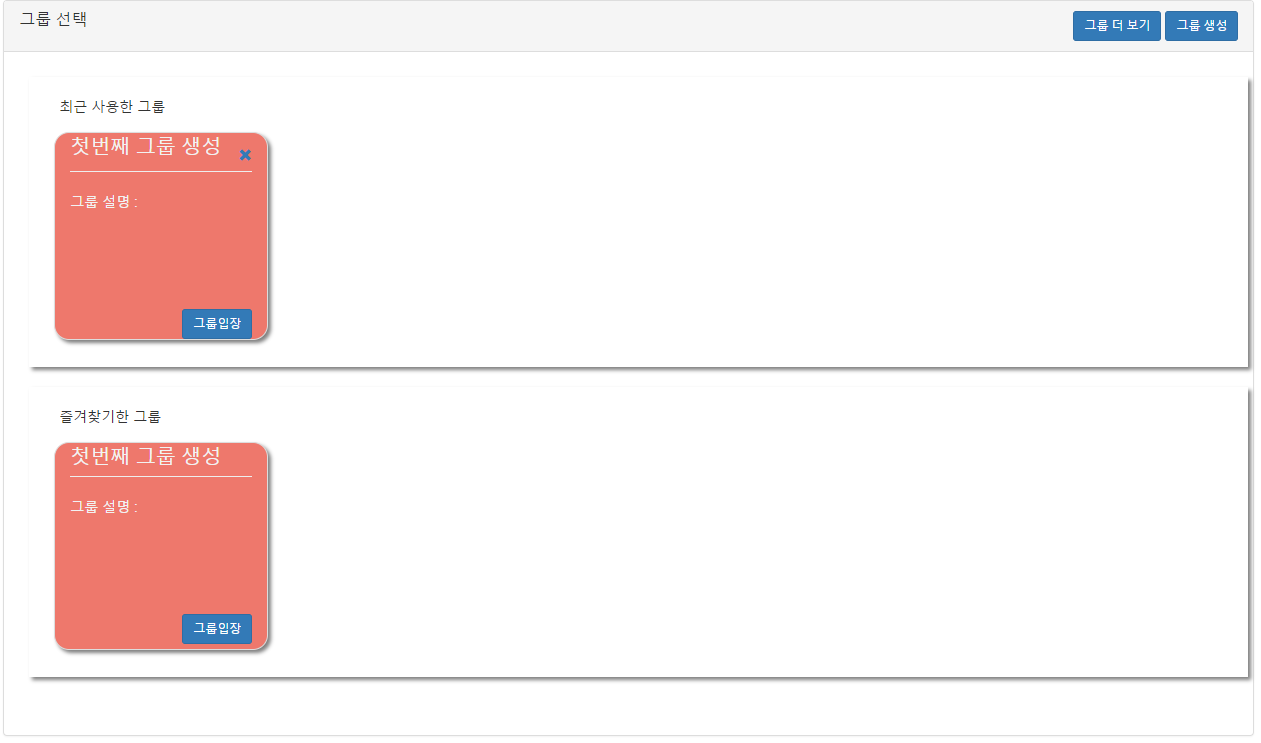 그룹 선택
그룹 더 보기 그룹 생성
최근 사용한 그룹
첫번째 그룹 생성
그룹 설명 :
그룹입장
즐겨찾기한 그룹
첫번째 그룹 생성
그룹 설명 :
그룹입장